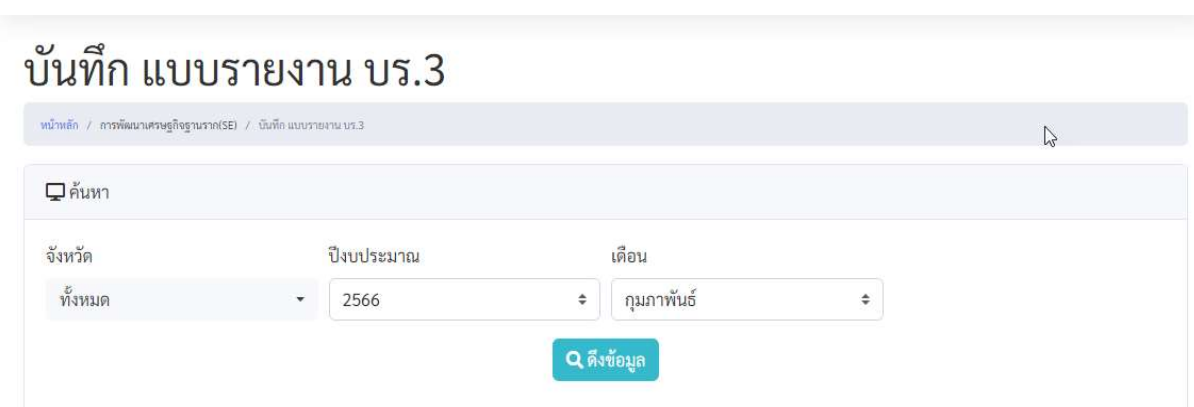 บันทึก แบบรายงาน บร.3
หน้าหลัก / การพัฒนาเศรษฐกิจฐานราก(SE) / บันทึก แบบรายงาน บร.3
ค้นหา
จังหวัด ปีงบประมาณ เดือน
ทั้งหมด 2566 กุมภาพันธ์
ดึงข้อมูล